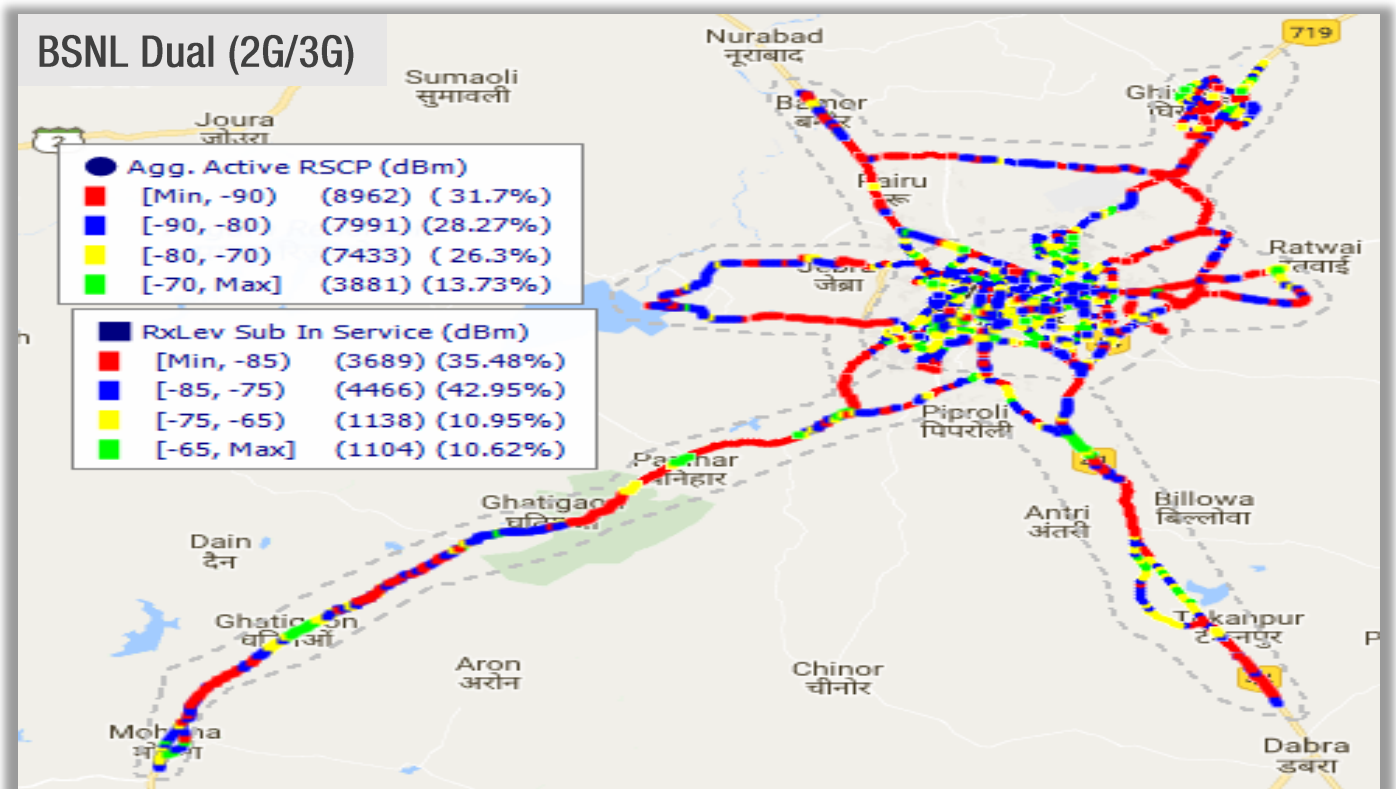 BSNL Dual (2G/3G)
719
Nurabad
नूराबाद
Sumaoli
सुमावली
Joura
जोउरा
2
Agg. Active RSCP (dBm)
[Min, -90) (8962) ( 31.7%)
[-90, -80) (7991) (28.27%)
[-80, -70) (7433) ( 26.3%)
[-70, Max] (3881) (13.73%)
Ratwai
RxLev Sub In Service (dBm)
[Min, -85) (3689) (35.48%)
[-85, -75) (4466) (42.95%)
[-75, -65) (1138) (10.95%)
[-65, Max] (1104) (10.62%)
जेब्रा
Piproli
पिपरोली
Billowa
बिल्लोवा
Antri
अंतरी
Dain
दैन
Aron
अरोन
Chinor
चीनोर
Dabra
डबरा